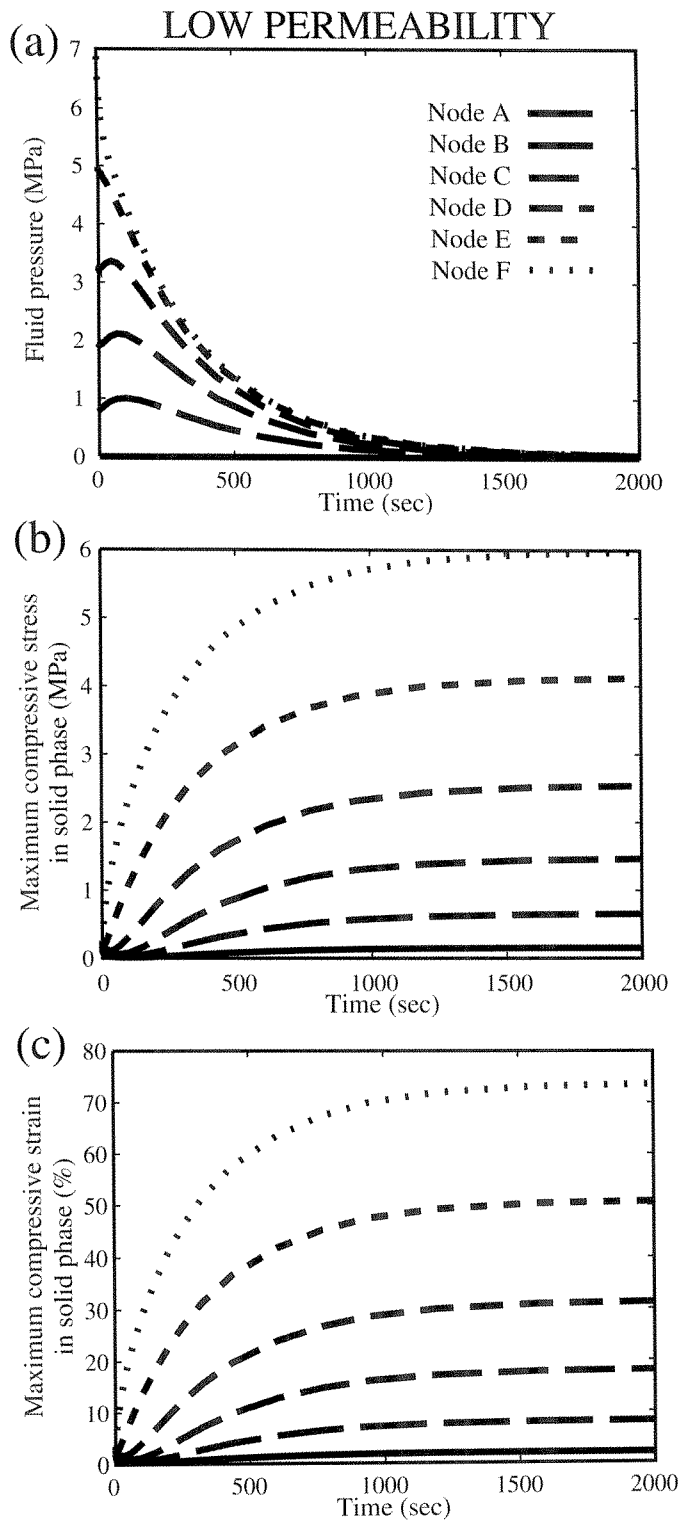 LOW PERMEABILITY
(a)
7
6
5
4
3
2
1
0
Fluid pressure (MPa)
Node A
Node B
Node C
Node D
Node E
Node F
0 500 1000 1500 2000
Time (sec)
(b)
6
5
4
3
2
1
0
Maximum compressive stress
in solid phase (MPa)
0 500 1000 1500 2000
Time (sec)
(c)
80
70
60
50
40
30
20
10
0
Maximum compressive strain
in solid phase (%)
0 500 1000 1500 2000
Time (sec)